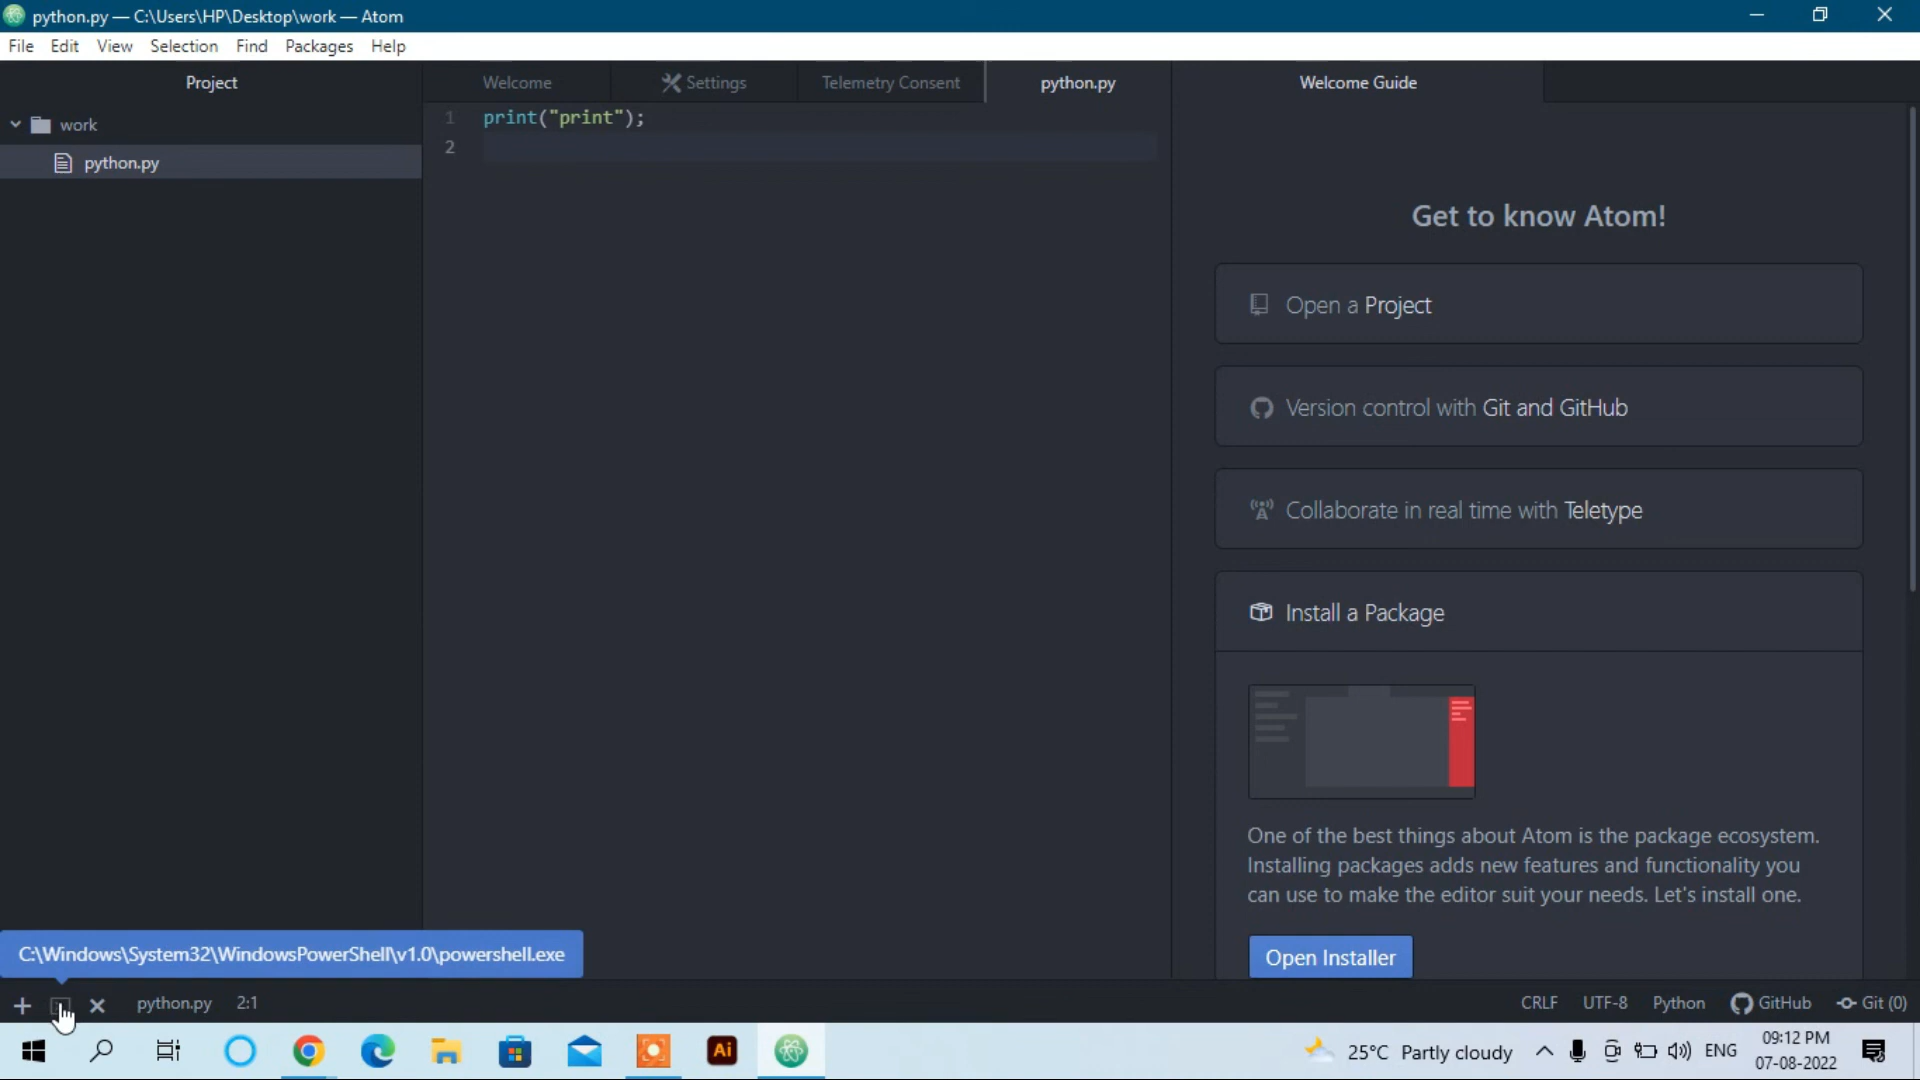 python.py — C:\Users\HP\Desktop\work — Atom
File Edit View Selection Find Packages Help
Project
Welcome
Settings
Telemetry Consent
python.py
Welcome Guide
work
python.py
1 print("print");
2
Get to know Atom!
Open a Project
Version control with Git and GitHub
Collaborate in real time with Teletype
Install a Package
One of the best things about Atom is the package ecosystem.
Installing packages adds new features and functionality you
can use to make the editor suit your needs. Let's install one.
Open Installer
C:\Windows\System32\WindowsPowerShell\v1.0\powershell.exe
python.py 2:1
CRLF UTF-8 Python GitHub Git (0)
Ai
25°C Partly cloudy
ENG
09:12 PM
07-08-2022